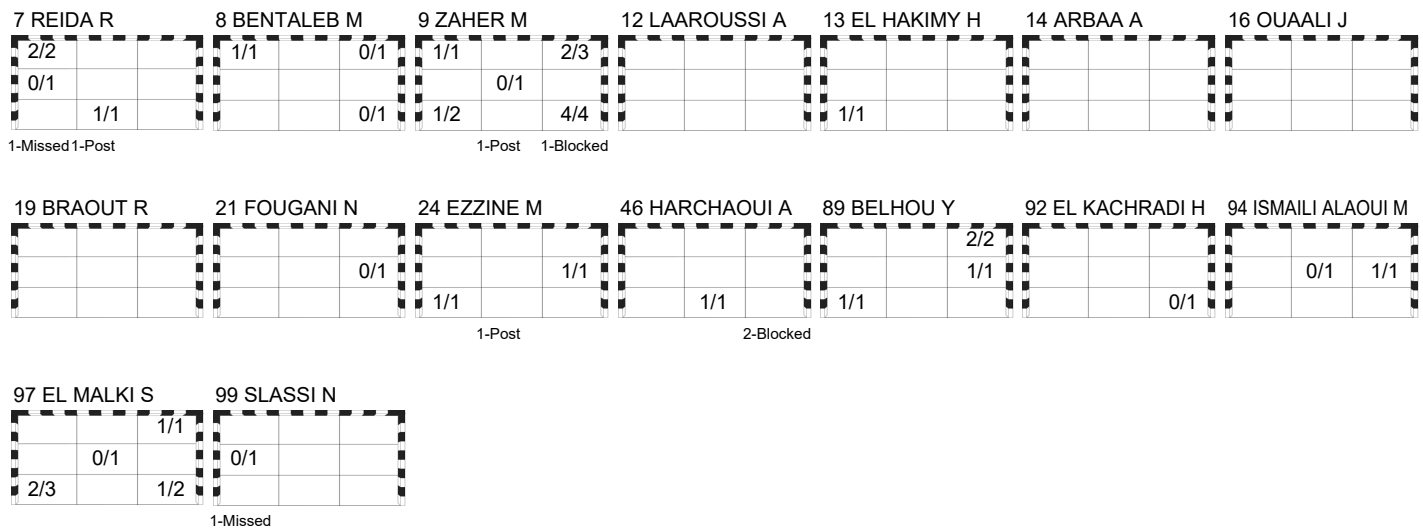 7 REIDA R 8 BENTALEB M 9 ZAHER M 12 LAAROUSSI A 13 EL HAKIMY H 14 ARBAA A 16 OUAALI J
2/2 1/1 0/1 1/1 2/3
0/1 0/1
1/1 0/1 1/2 4/4 1/1
1-Missed 1-Post 1-Post 1-Blocked
19 BRAOUT R 21 FOUGANI N 24 EZZINE M 46 HARCHAOUI A 89 BELHOU Y 92 EL KACHRADI H 94 ISMAILI ALAOUI M
2/2
0/1 1/1 1/1 0/1 1/1
1/1 1/1 1/1 0/1
1-Post 2-Blocked
97 EL MALKI S 99 SLASSI N
1/1
0/1 0/1
2/3 1/2
1-Missed